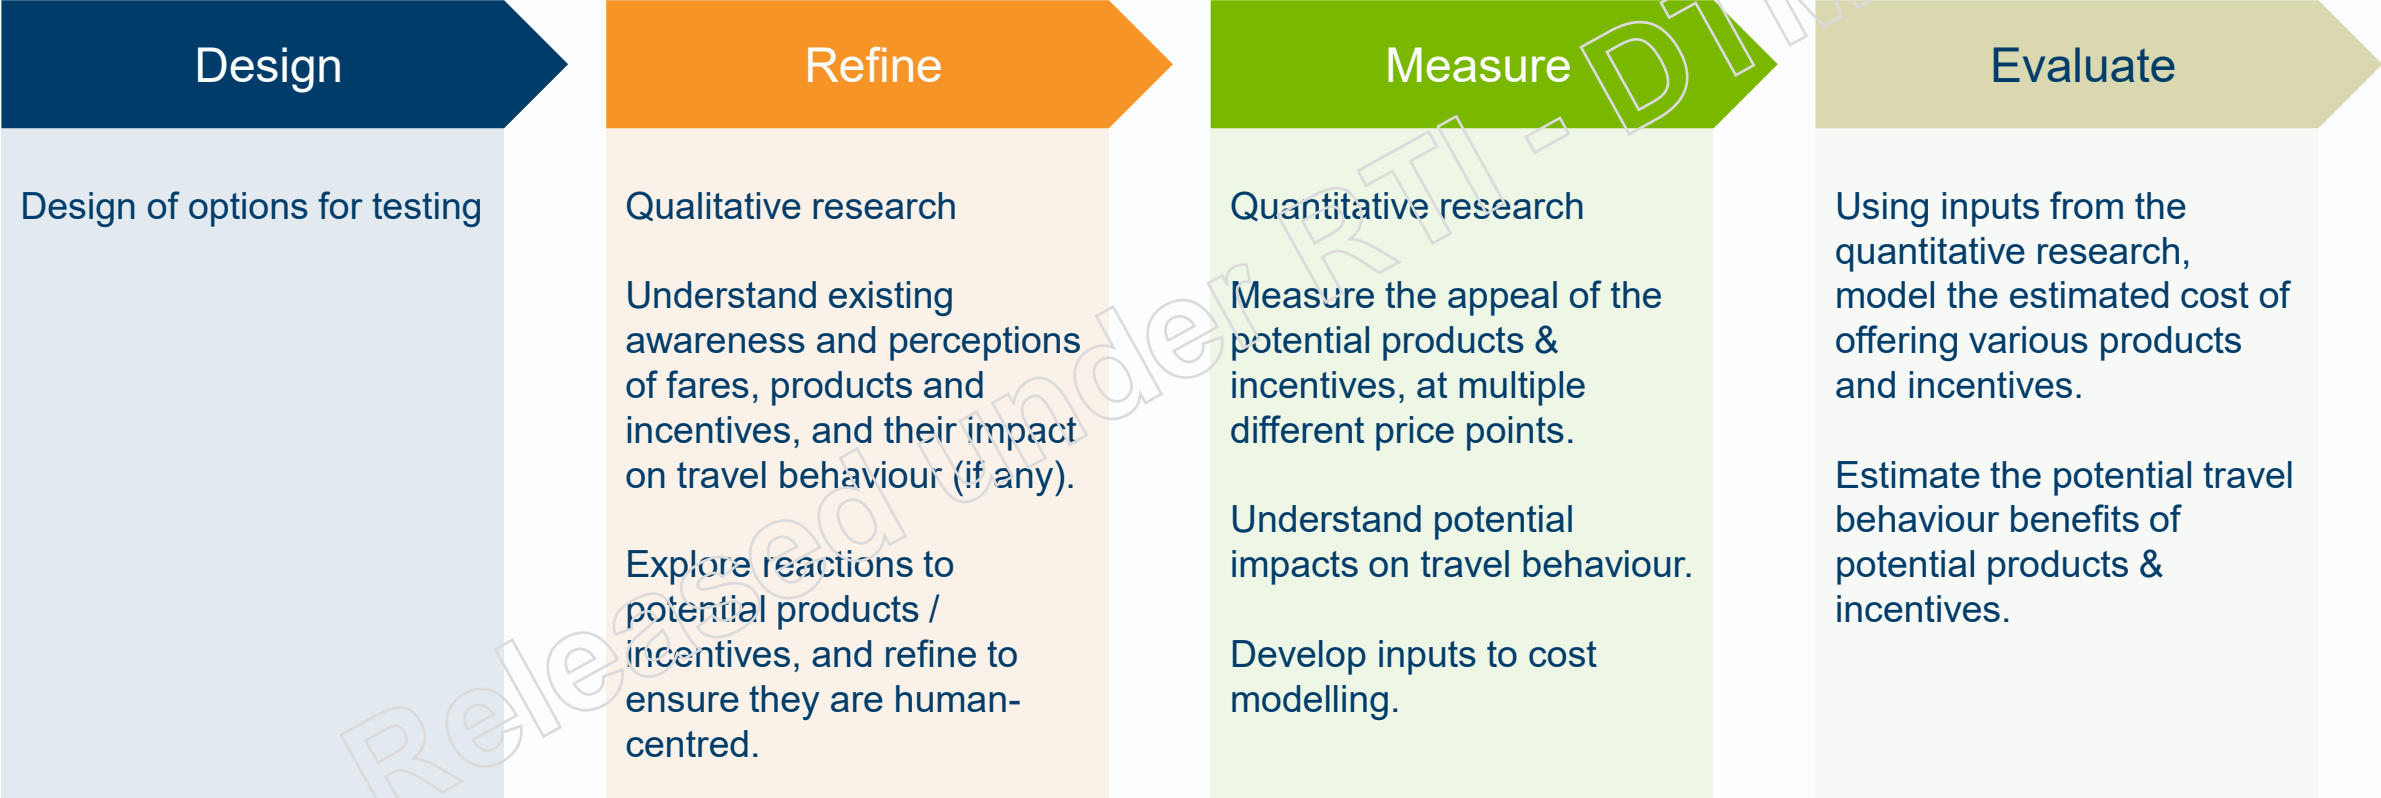 Design
Design of options for testing
Refine
Qualitative research
Understand existing
awareness and perceptions
of fares, products and
incentives, and their impact
on travel behaviour (if any).
Explore reactions to
potential products /
incentives, and refine to
ensure they are human-
centred.
Measure
Quantitative research
Measure the appeal of the
potential products &
incentives, at multiple
different price points.
Understand potential
impacts on travel behaviour.
Develop inputs to cost
modelling.
Evaluate
Using inputs from the
quantitative research,
model the estimated cost of
offering various products
and incentives.
Estimate the potential travel
behaviour benefits of
potential products &
incentives.
Released under RTI - DTM